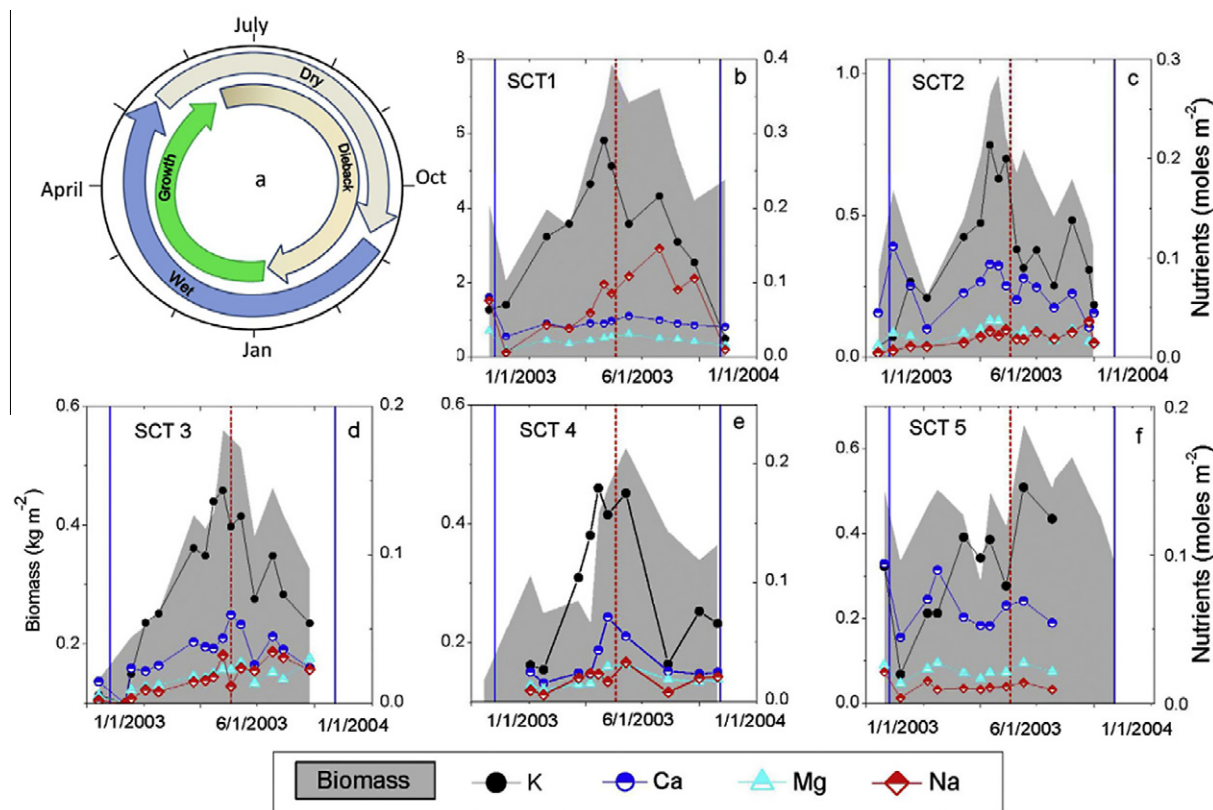 July
Dry
April
Growth
a
Dieback
Oct
Wet
Jan
8
6
4
2
0
SCT1
b
0.4
0.3
0.2
0.1
0.0
1/1/2003
6/1/2003
1/1/2004
1.0
0.5
0.0
SCT2
c
0.3
0.2
0.1
0.0
Nutrients (moles m-2)
1/1/2003
6/1/2003
1/1/2004
Biomass (kg m-2)
0.6
0.4
0.2
SCT 3
d
0.2
0.1
0.0
1/1/2003
6/1/2003
1/1/2004
0.6
0.4
0.2
SCT 4
e
0.2
0.1
0.0
1/1/2003
6/1/2003
1/1/2004
0.6
0.4
0.2
0.0
SCT 5
f
0.2
0.1
0.0
Nutrients (moles m-2)
1/1/2003
6/1/2003
1/1/2004
Biomass K Ca Mg Na